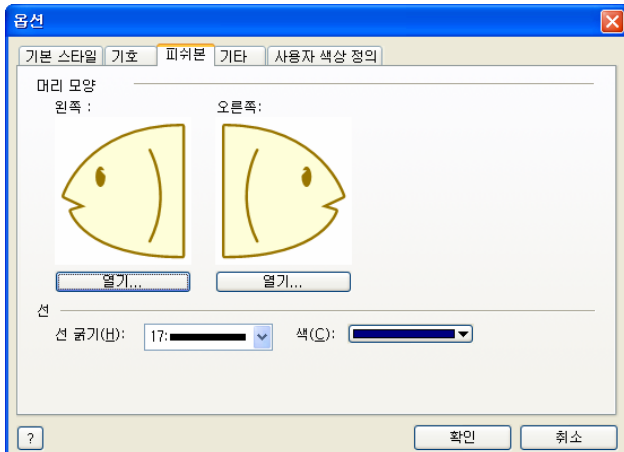 옵션
기본 스타일 기호 피쉬본 기타 사용자 색상 정의
머리 모양
왼쪽 : 오른쪽:
열기... 열기...
선
선 굵기(H): 17: 색(C):
? 확인 취소